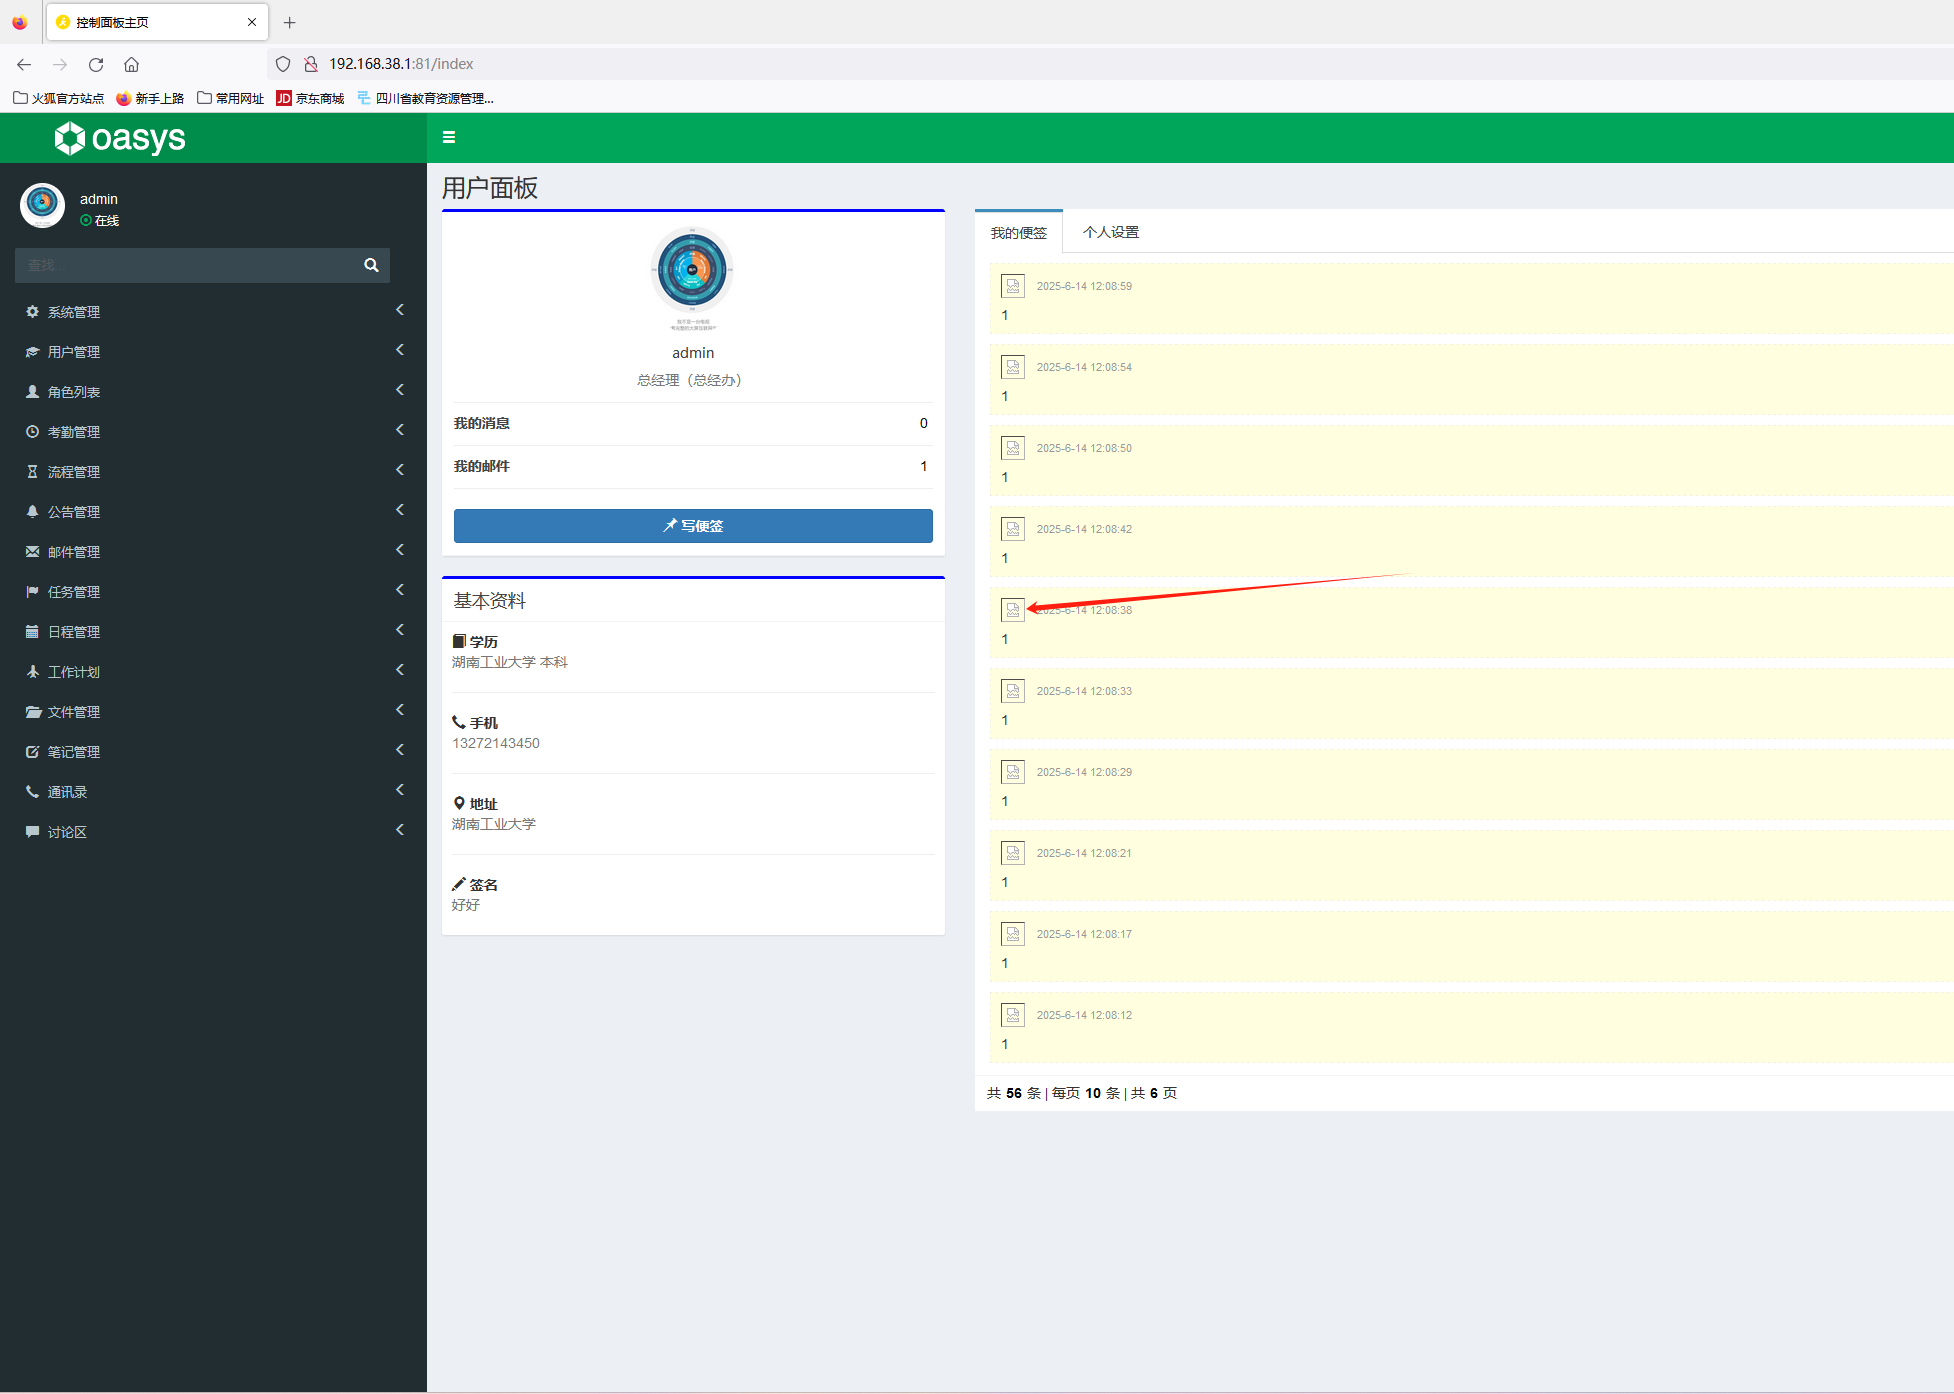 控制面板主页
192.168.38.1:81/index
火狐官方站点
新手上路
常用网址
JD 京东商城
四川省教育资源管理...
oasys
admin
在线
查找...
系统管理
用户管理
角色列表
考勤管理
流程管理
公告管理
邮件管理
任务管理
日程管理
工作计划
文件管理
笔记管理
通讯录
讨论区
用户面板
admin
总经理（总经办）
我的消息 0
我的邮件 1
写便签
基本资料
学历
湖南工业大学 本科
手机
13272143450
地址
湖南工业大学
签名
好好
我的便签
个人设置
2025-6-14 12:08:59
1
2025-6-14 12:08:54
1
2025-6-14 12:08:50
1
2025-6-14 12:08:42
1
2025-6-14 12:08:38
1
2025-6-14 12:08:33
1
2025-6-14 12:08:29
1
2025-6-14 12:08:21
1
2025-6-14 12:08:17
1
2025-6-14 12:08:12
1
共 56 条 | 每页 10 条 | 共 6 页